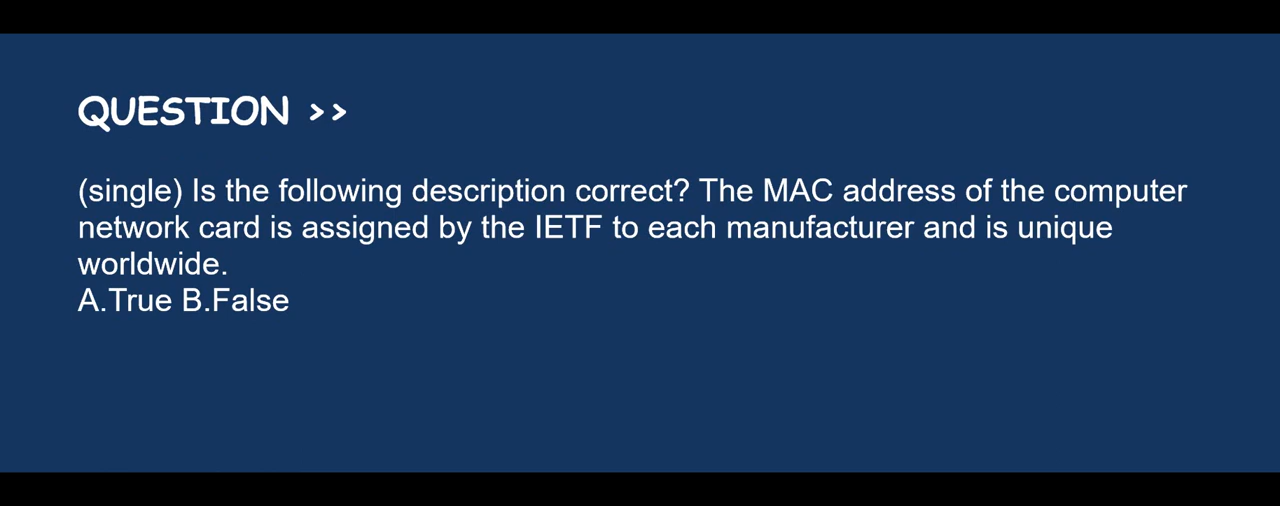 QUESTION >>
(single) Is the following description correct? The MAC address of the computer
network card is assigned by the IETF to each manufacturer and is unique
worldwide.
A.True B.False